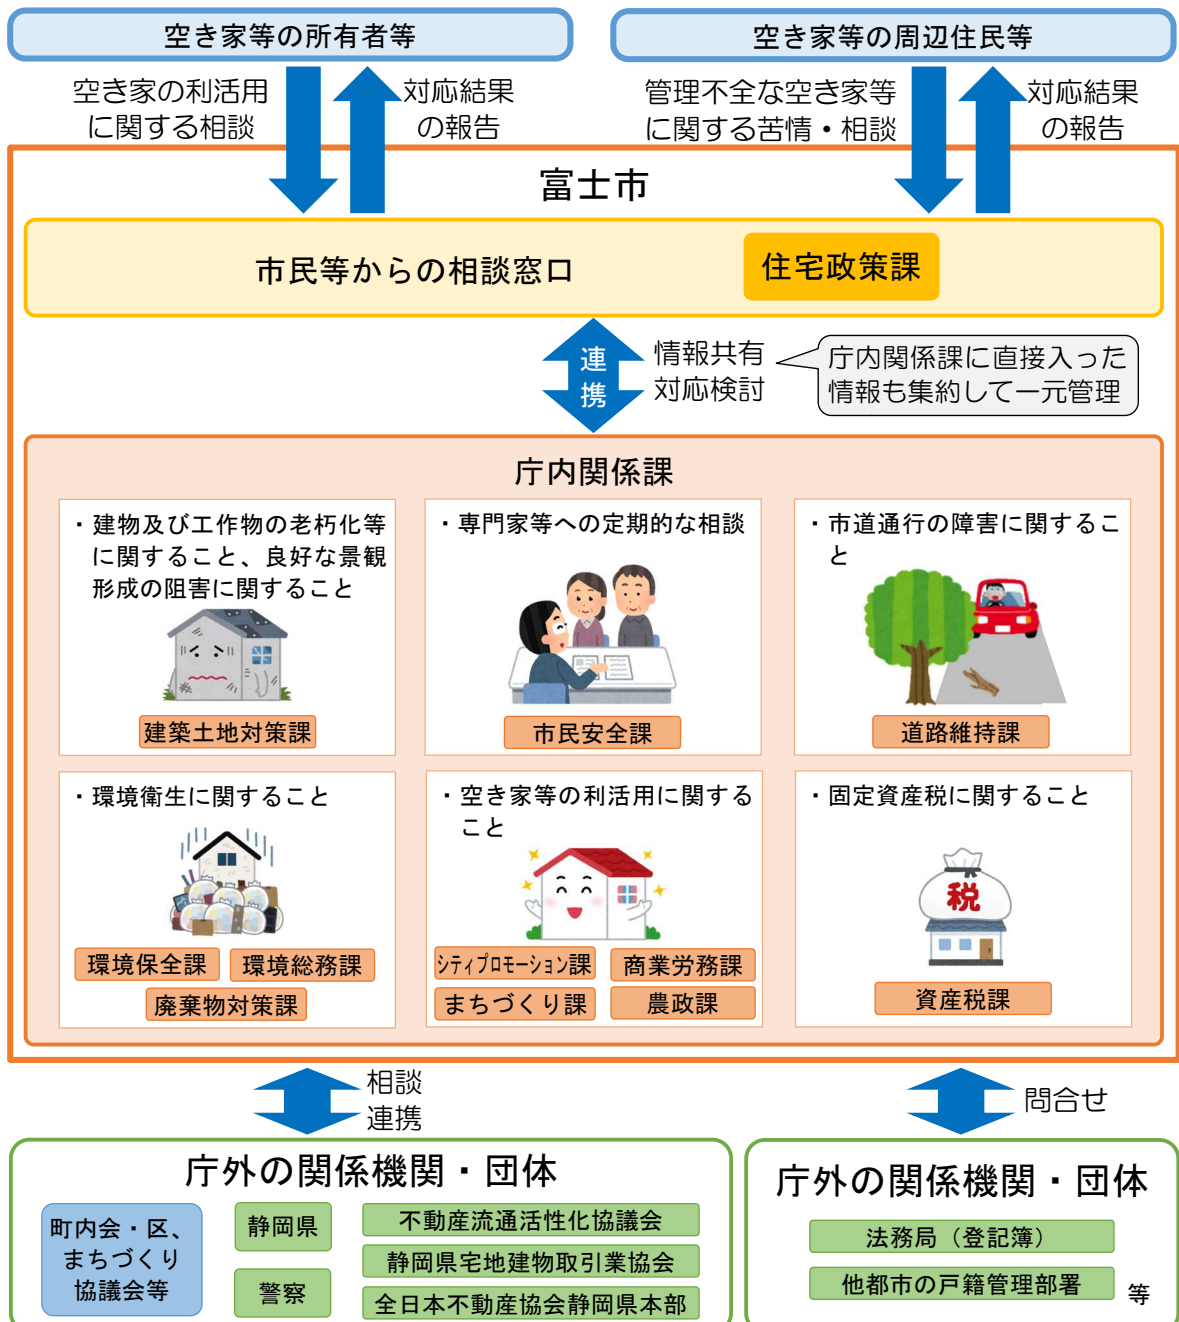 空き家等の所有者等
空き家等の周辺住民等
空き家の利活用
に関する相談
対応結果
の報告
管理不全な空き家等
に関する苦情・相談
対応結果
の報告
富士市
市民等からの相談窓口
住宅政策課
連
携
情報共有
対応検討
庁内関係課に直接入った
情報も集約して一元管理
庁内関係課
・建物及び工作物の老朽化等
に関すること、良好な景観
形成の阻害に関すること
建築土地対策課
・専門家等への定期的な相談
市民安全課
・市道通行の障害に関するこ
と
道路維持課
・環境衛生に関すること
環境保全課
環境総務課
廃棄物対策課
・空き家等の利活用に関する
こと
シティプロモーション課
商業労務課
まちづくり課
農政課
・固定資産税に関すること
税
資産税課
相談
連携
問合せ
庁外の関係機関・団体
町内会・区、
まちづくり
協議会等
静岡県
警察
不動産流通活性化協議会
静岡県宅地建物取引業協会
全日本不動産協会静岡県本部
庁外の関係機関・団体
法務局（登記簿）
他都市の戸籍管理部署
等